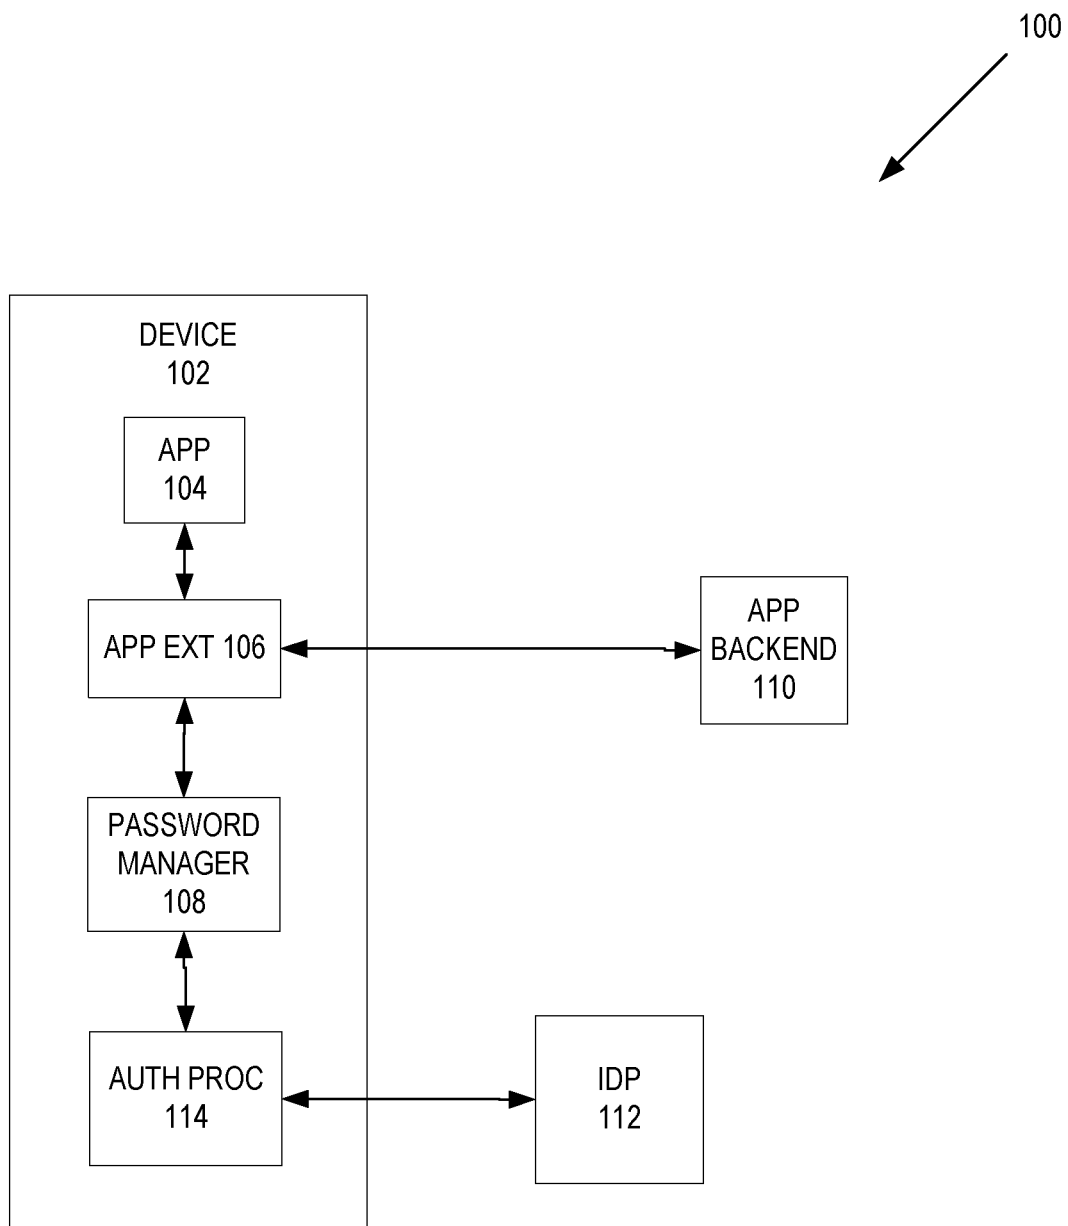 100
DEVICE
102
APP
104
APP EXT 106
APP
BACKEND
110
PASSWORD
MANAGER
108
AUTH PROC
114
IDP
112